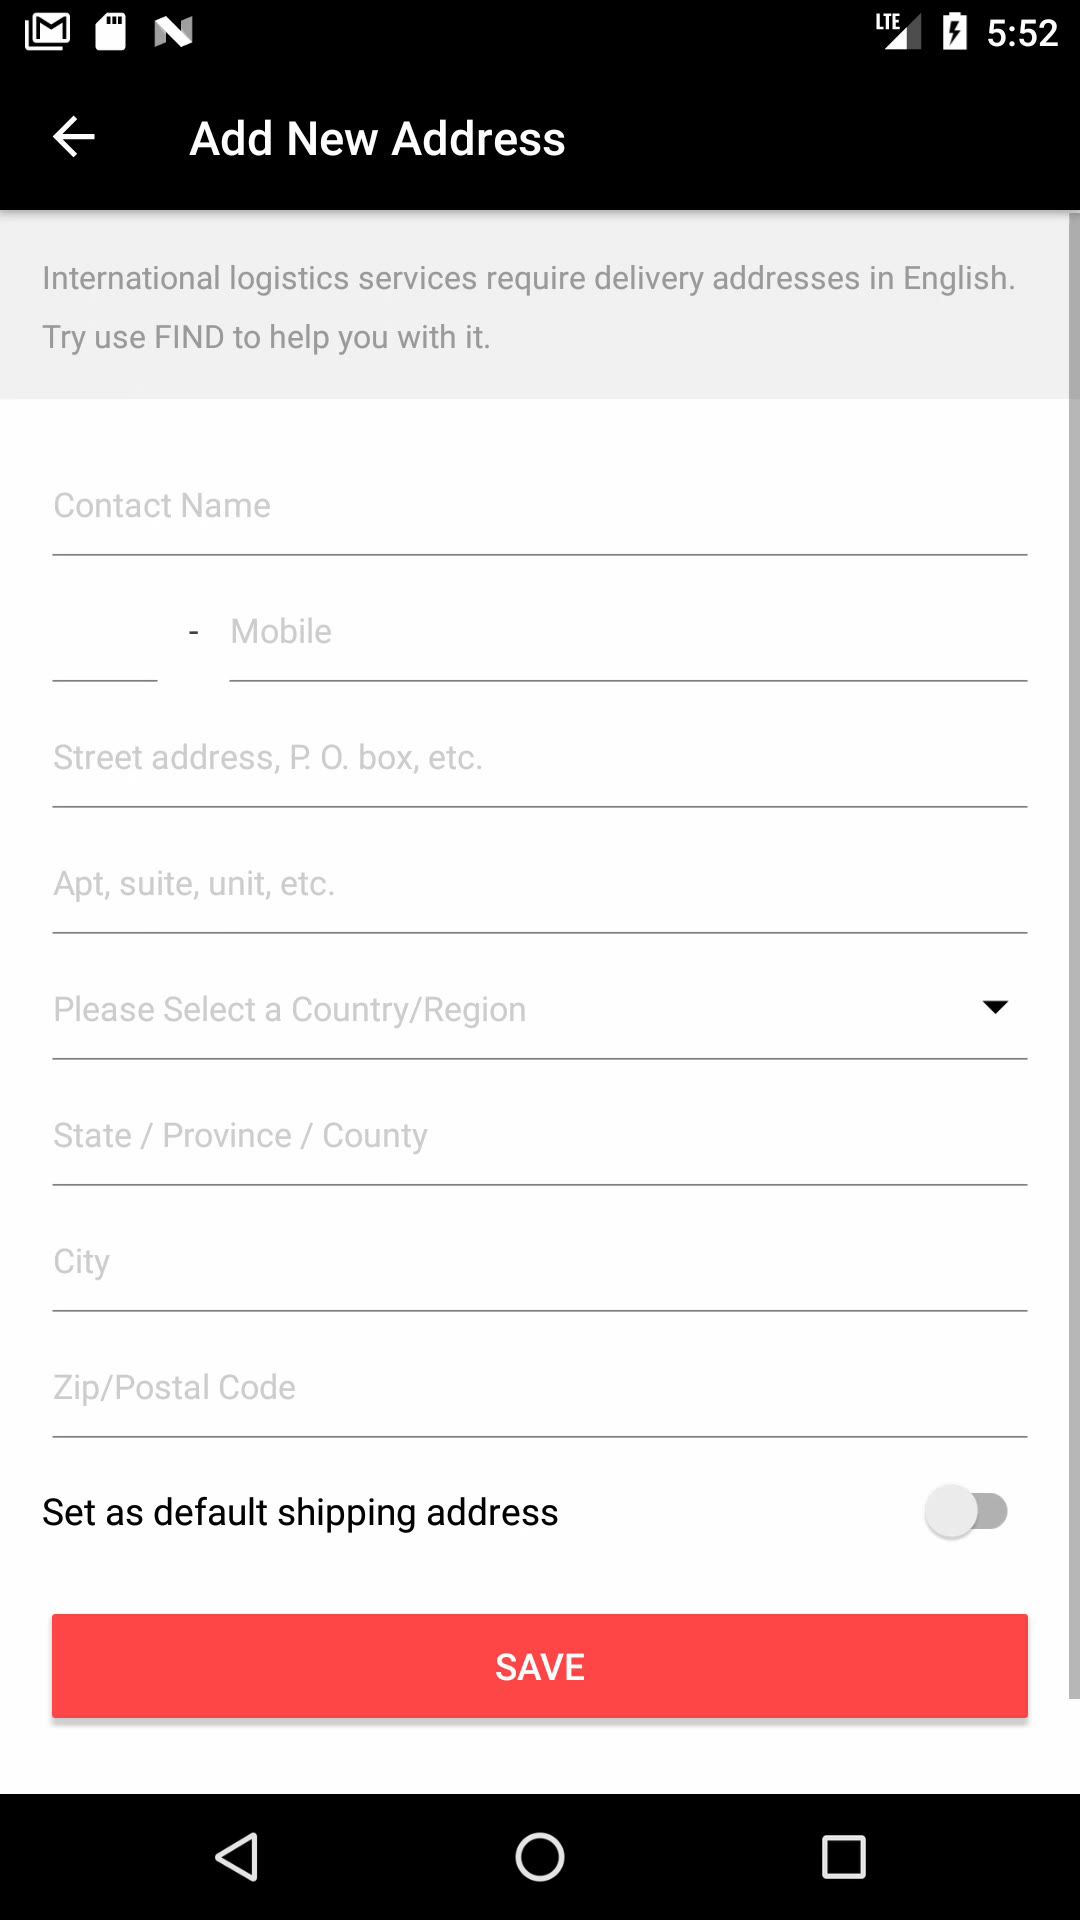 LTE 5:52
Add New Address
International logistics services require delivery addresses in English.
Try use FIND to help you with it.
Contact Name
- Mobile
Street address, P. O. box, etc.
Apt, suite, unit, etc.
Please Select a Country/Region
State / Province / County
City
Zip/Postal Code
Set as default shipping address
SAVE